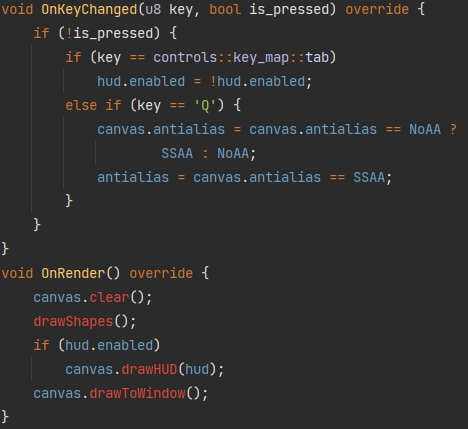 void OnKeyChanged(u8 key, bool is_pressed) override {
    if (!is_pressed) {
        if (key == controls::key_map::tab)
            hud.enabled = !hud.enabled;
        else if (key == 'Q') {
            canvas.antialias = canvas.antialias == NoAA ?
                    SSAA : NoAA;
            antialias = canvas.antialias == SSAA;
        }
    }
}
void OnRender() override {
    canvas.clear();
    drawShapes();
    if (hud.enabled)
        canvas.drawHUD(hud);
    canvas.drawToWindow();
}